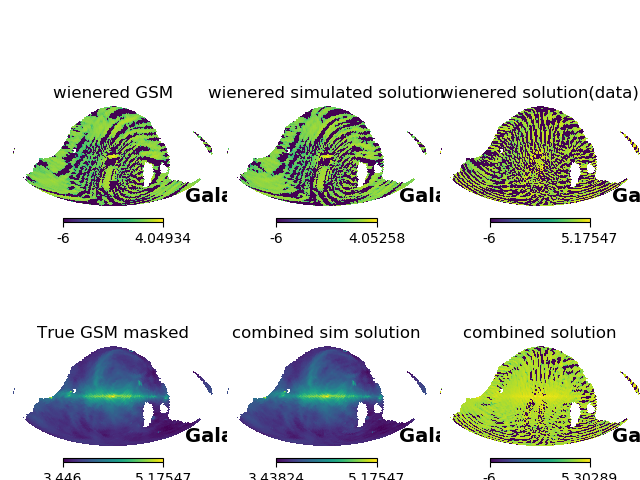 wienered GSM
wienered simulated solution
wienered solution(data)
Gala
Gala
Ga
-6
4.04934
-6
4.05258
-6
5.17547
True GSM masked
combined sim solution
combined solution
Gala
Gala
Ga
3.446
5.17547
3.43824
5.17547
-6
5.30289